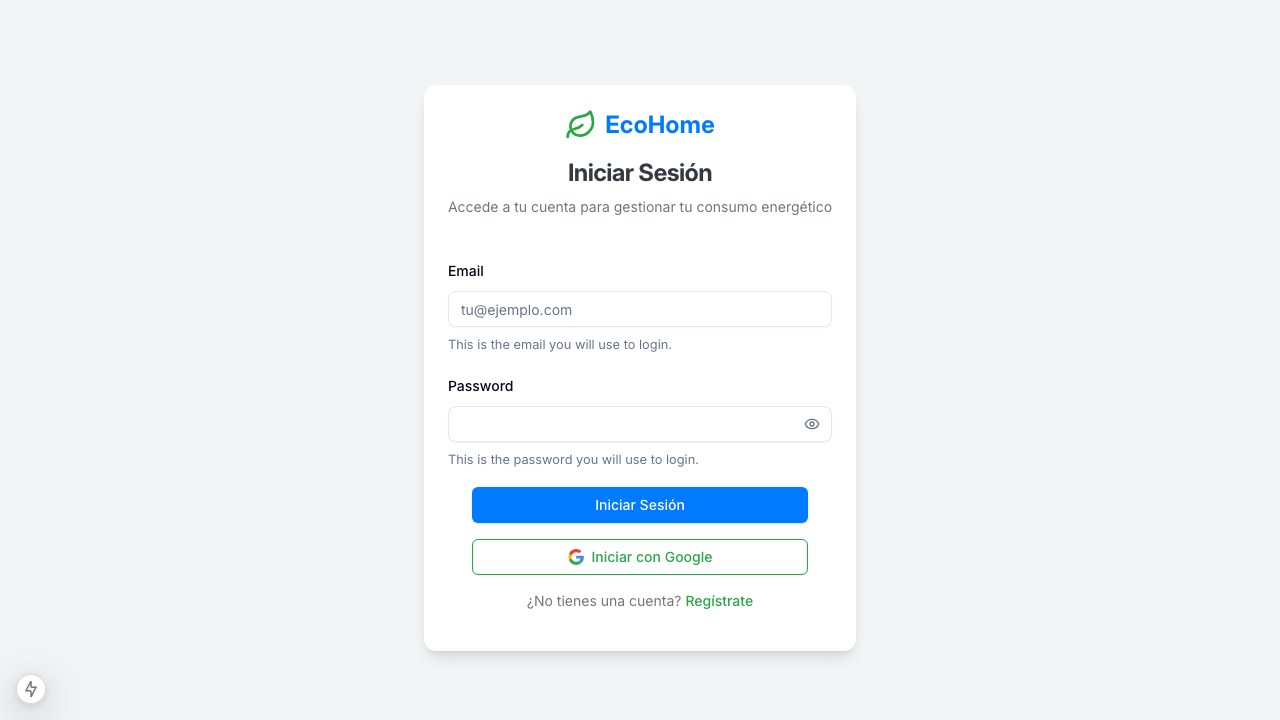 EcoHome
Iniciar Sesión
Accede a tu cuenta para gestionar tu consumo energético
Email
tu@ejemplo.com
This is the email you will use to login.
Password
This is the password you will use to login.
Iniciar Sesión
Iniciar con Google
¿No tienes una cuenta? Regístrate